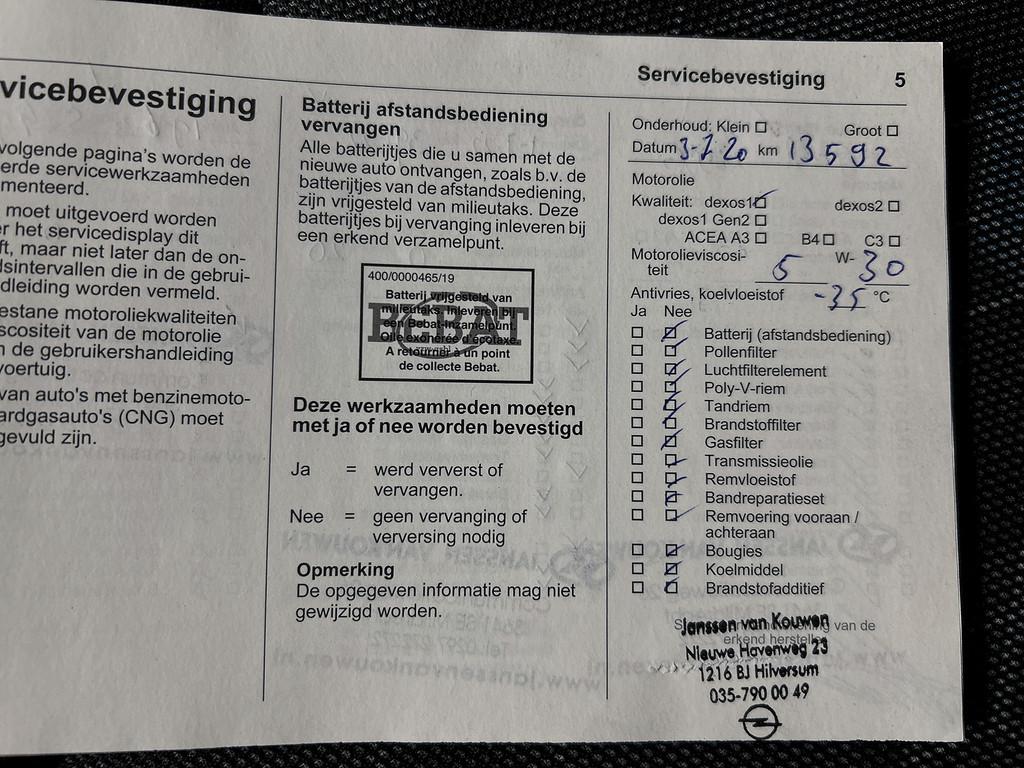 Servicebevestiging 5
vicebevestiging
volgende pagina's worden de
erde servicewerkzaamheden
menteerd.
moet uitgevoerd worden
r het servicedisplay dit
ft, maar niet later dan de on-
dsintervallen die in de gebrui-
dleiding worden vermeld.
estane motoroliekwaliteiten
scositeit van de motorolie
n de gebruikershandleiding
voertuig.
van auto's met benzinemoto-
ardgasauto's (CNG) moet
gevuld zijn.
Batterij afstandsbediening
vervangen
Alle batterijtjes die u samen met de
nieuwe auto ontvangen, zoals b.v. de
batterijtjes van de afstandsbediening,
zijn vrijgesteld van milieutaks. Deze
batterijtjes bij vervanging inleveren bij
een erkend verzamelpunt.
400/0000465/19
BEBAT
Batterij vrijgesteld van
milieutaks. Inleveren bij
een Bebat-Inzamelpunt.
Pile exonérée d'écotaxe.
A retourner à un point
de collecte Bebat.
Deze werkzaamheden moeten
met ja of nee worden bevestigd
Ja = werd ververst of
vervangen.
Nee = geen vervanging of
verversing nodig
Opmerking
De opgegeven informatie mag niet
gewijzigd worden.
Onderhoud: Klein Groot
Datum 3-7-20 km 13592
Motorolie
Kwaliteit: dexos1 dexos2
dexos1 Gen2
ACEA A3 B4 C3
Motorolieviscosi-
teit 5 W- 30
Antivries, koelvloeistof -35 °C
Ja Nee
Batterij (afstandsbediening)
Pollenfilter
Luchtfilterelement
Poly-V-riem
Tandriem
Brandstoffilter
Gasfilter
Transmissieolie
Remvloeistof
Bandreparatieset
Remvoering vooraan /
achteraan
Bougies
Koelmiddel
Brandstofadditief
van de
erkend hersteller
Janssen van Kouwen
Nieuwe Havenweg 23
1216 BJ Hilversum
035-790 00 49